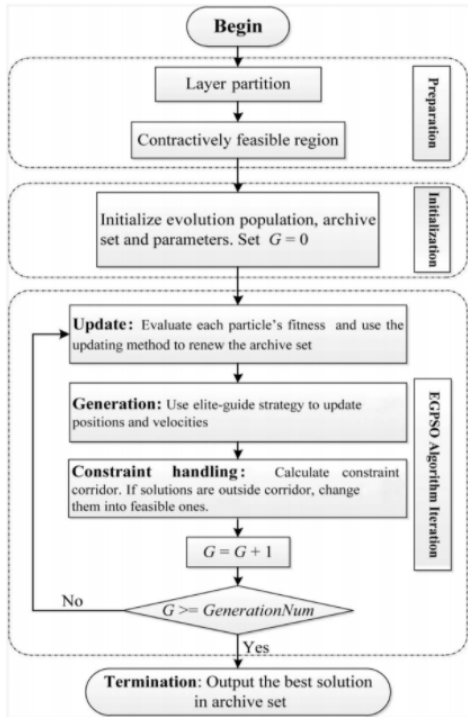 Begin
Layer partition
Contractively feasible region
Preparation
Initialize evolution population, archive
set and parameters. Set G = 0
Initialization
Update: Evaluate each particle's fitness and use the
updating method to renew the archive set
Generation: Use elite-guide strategy to update
positions and velocities
Constraint handling: Calculate constraint
corridor. If solutions are outside corridor, change
them into feasible ones.
EGPSO Algorithm Iteration
G = G + 1
No
G >= GenerationNum
Yes
Termination: Output the best solution
in archive set